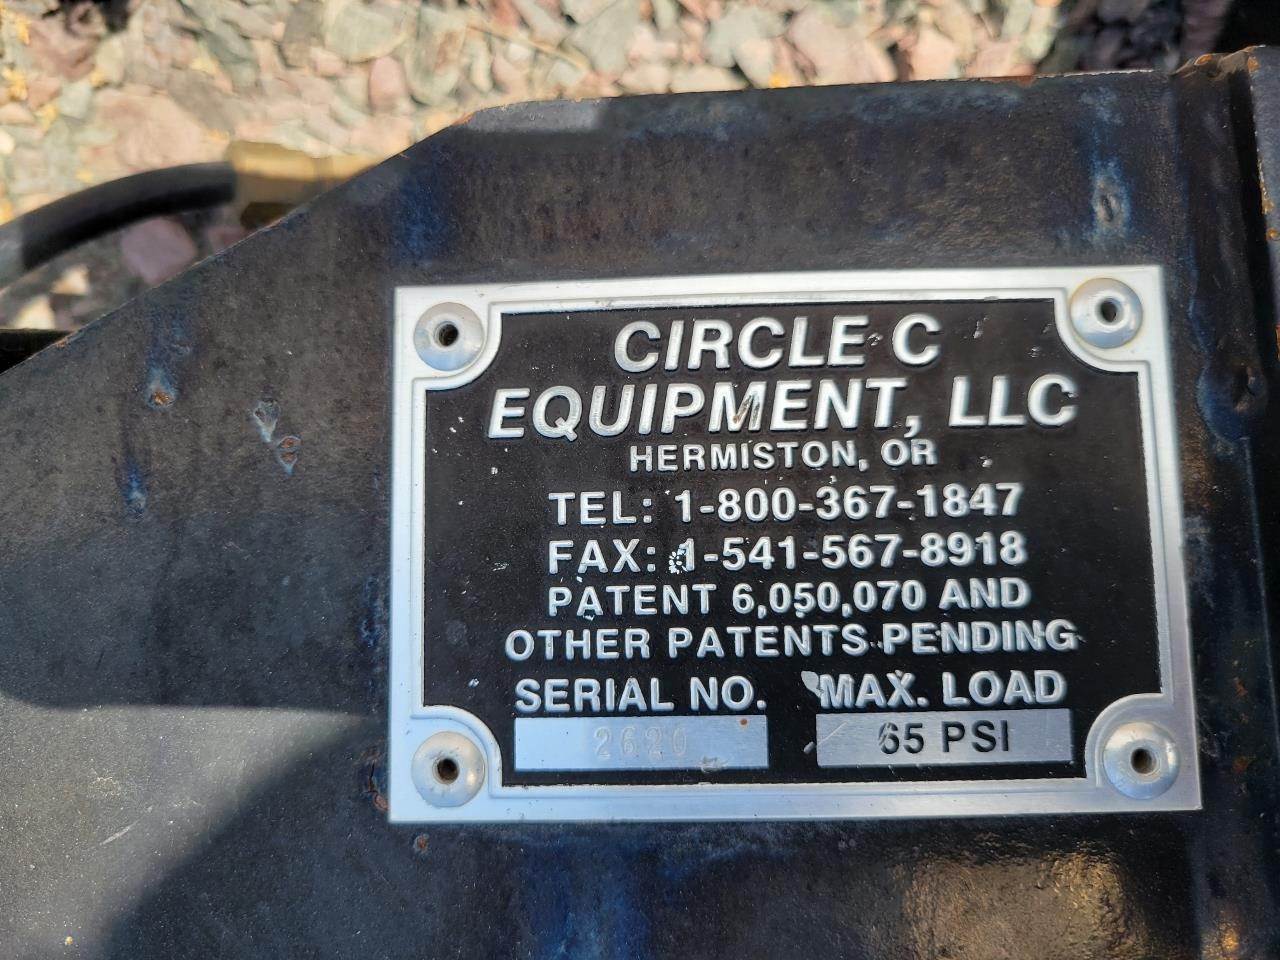 CIRCLE C
EQUIPMENT, LLC
HERMISTON, OR
TEL: 1-800-367-1847
FAX: 1-541-567-8918
PATENT 6,050,070 AND
OTHER PATENTS PENDING
SERIAL NO. MAX. LOAD
2620 65 PSI